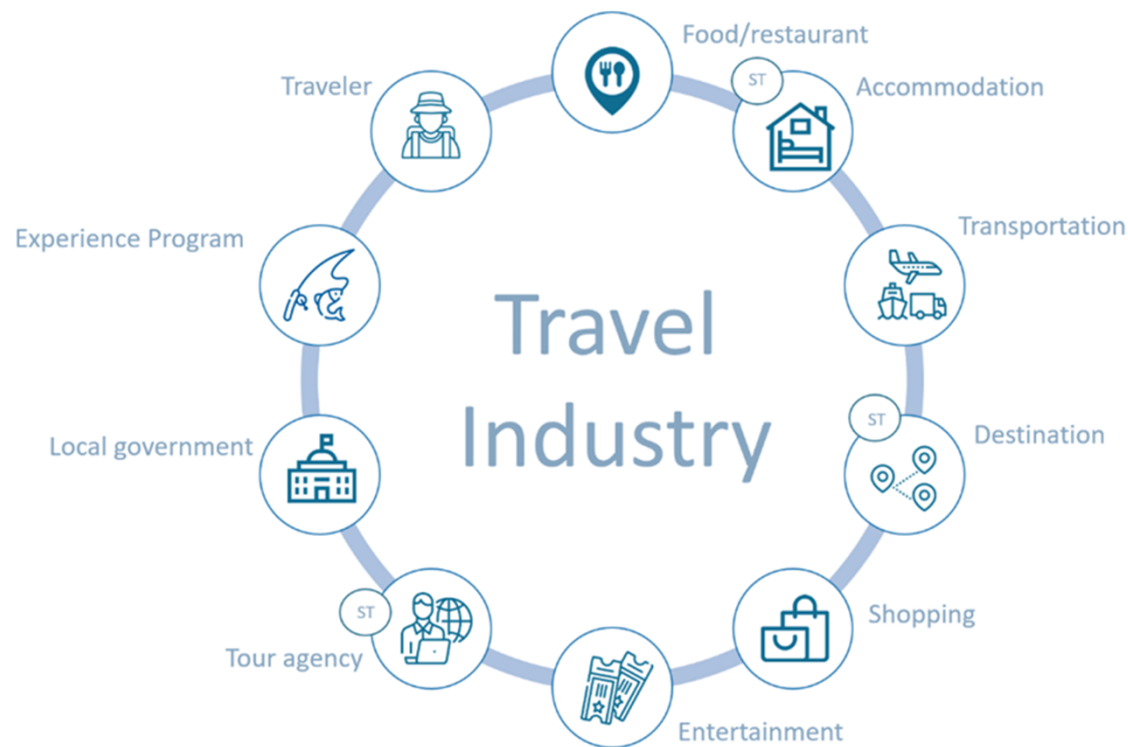 Food/restaurant
Traveler
ST
Accommodation
Experience Program
Transportation
Travel
Industry
ST
Destination
Local government
ST
Shopping
Tour agency
Entertainment